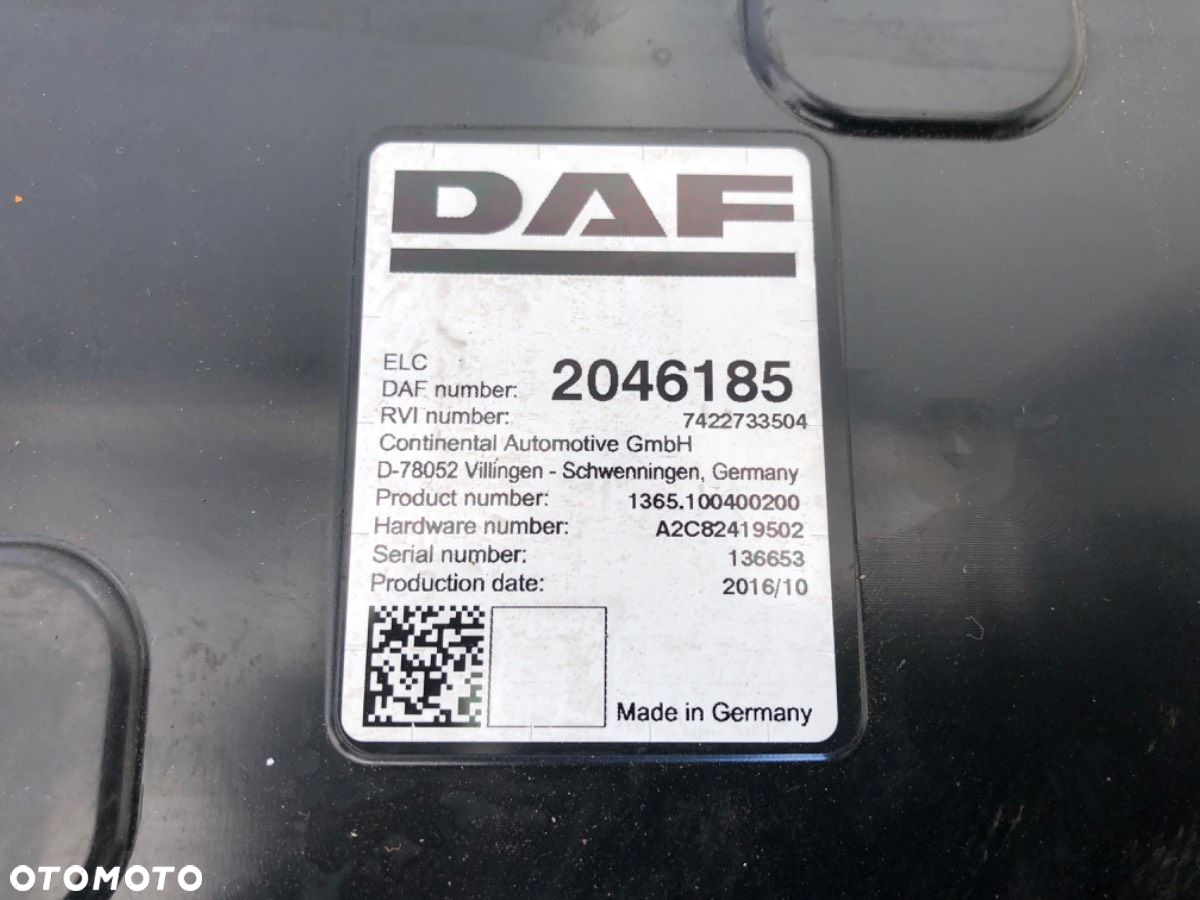 DAF
ELC
DAF number: 2046185
RVI number: 7422733504
Continental Automotive GmbH
D-78052 Villingen - Schwenningen, Germany
Product number: 1365.100400200
Hardware number: A2C82419502
Serial number: 136653
Production date: 2016/10
Made in Germany
OTOMOTO